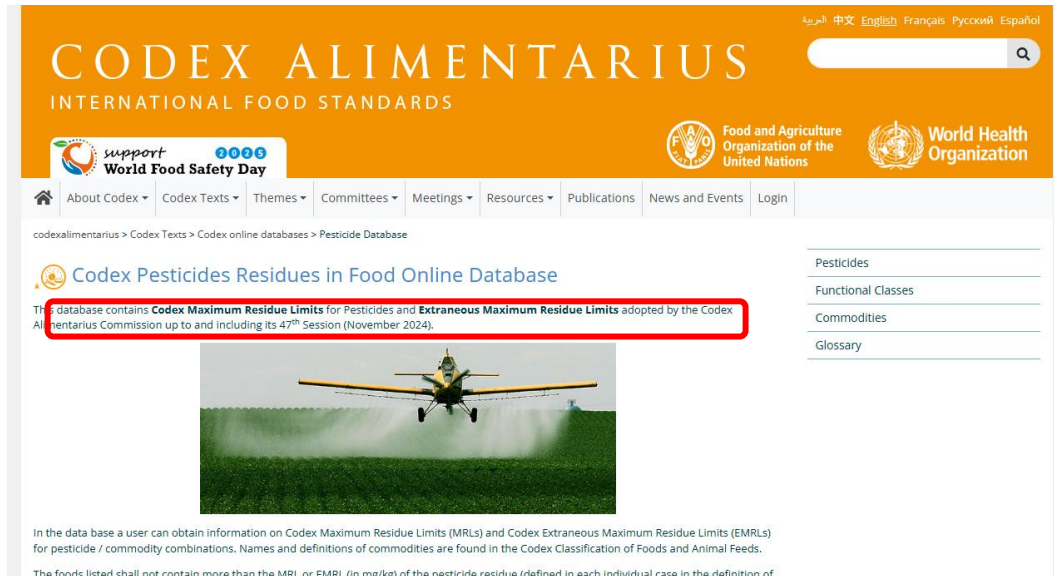 العربية 中文 English Français Русский Español
CODEX ALIMENTARIUS
INTERNATIONAL FOOD STANDARDS
support 2025
World Food Safety Day
Food and Agriculture
Organization of the
United Nations
World Health
Organization
About Codex Codex Texts Themes Committees Meetings Resources Publications News and Events Login
codexalimentarius > Codex Texts > Codex online databases > Pesticide Database
Codex Pesticides Residues in Food Online Database
This database contains Codex Maximum Residue Limits for Pesticides and Extraneous Maximum Residue Limits adopted by the Codex
Alimentarius Commission up to and including its 47th Session (November 2024).
Pesticides
Functional Classes
Commodities
Glossary
In the data base a user can obtain information on Codex Maximum Residue Limits (MRLs) and Codex Extraneous Maximum Residue Limits (EMRLs)
for pesticide / commodity combinations. Names and definitions of commodities are found in the Codex Classification of Foods and Animal Feeds.
The foods listed shall not contain more than the MRL or EMRL (in mg/kg) of the pesticide residue (defined in each individual case in the definition of